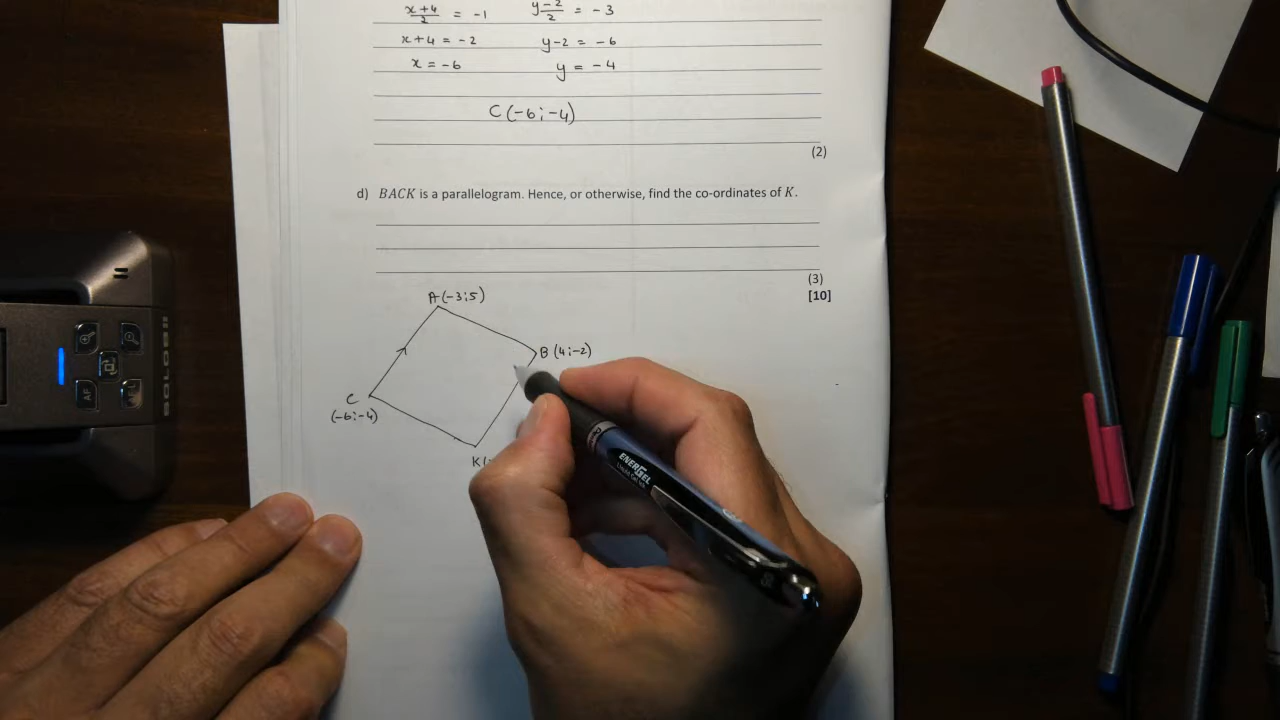 x+4/2 = -1 y-2/2 = -3
x+4 = -2 y-2 = -6
x = -6 y = -4
C(-6;-4)
(2)
d) BACK is a parallelogram. Hence, or otherwise, find the co-ordinates of K.
(3)
[10]
A(-3;5)
B(4;-2)
C
(-6;-4)
K(
AF
ENERGEL